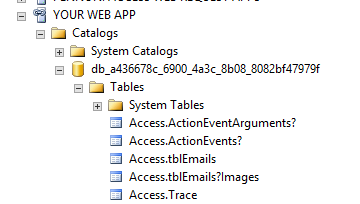 YOUR WEB APP
Catalogs
System Catalogs
db_a436678c_6900_4a3c_8b08_8082bf47979f
Tables
System Tables
Access.ActionEventArguments?
Access.ActionEvents?
Access.tblEmails
Access.tblEmails?Images
Access.Trace